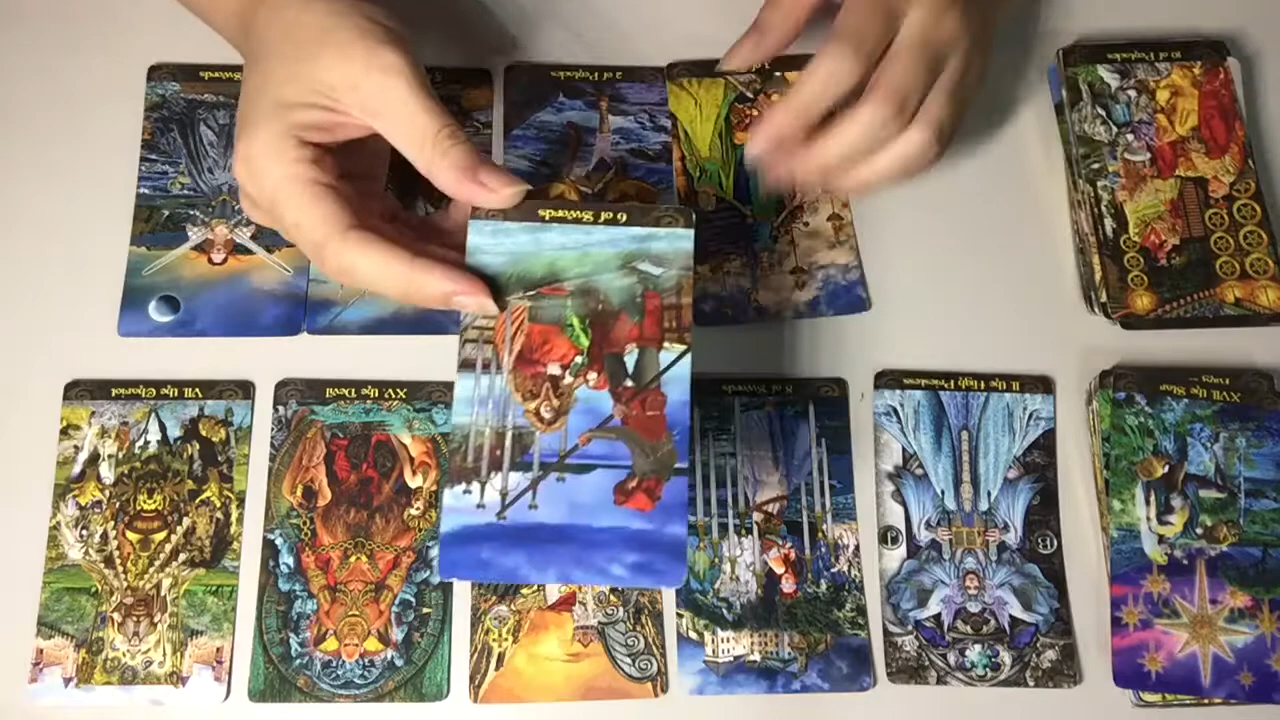 Swords
5
2 of Pentacles
10 of Pentacles
6 of Swords
VII. the Chariot
XV. the Devil
8 of Swords
II. the High Priestess
XVII. the Star
B
J